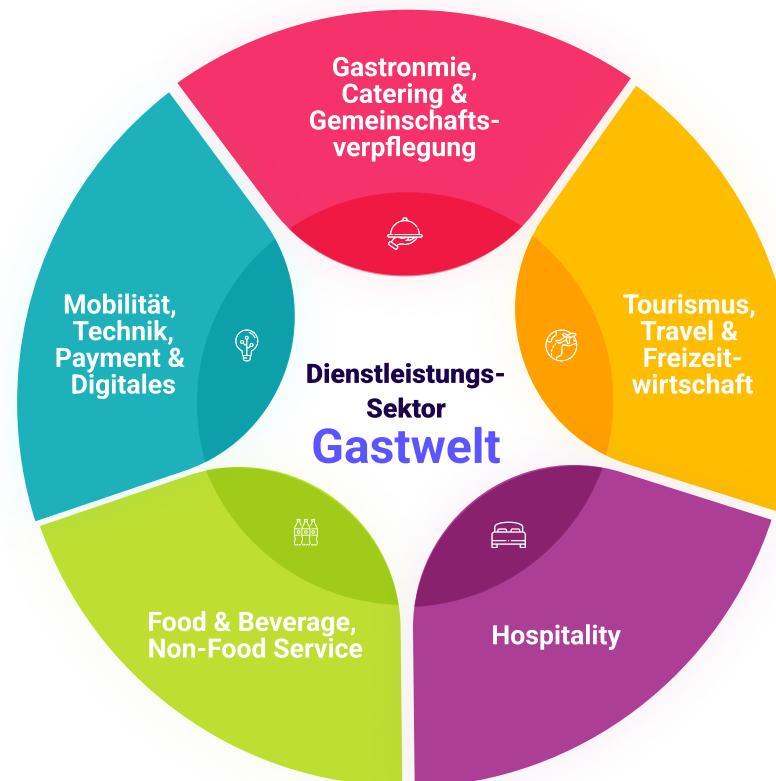 Gastronmie,
Catering &
Gemeinschafts-
verpflegung
Mobilität,
Technik,
Payment &
Digitales
Tourismus,
Travel &
Freizeit-
wirtschaft
Dienstleistungs-
Sektor
Gastwelt
Food & Beverage,
Non-Food Service
Hospitality